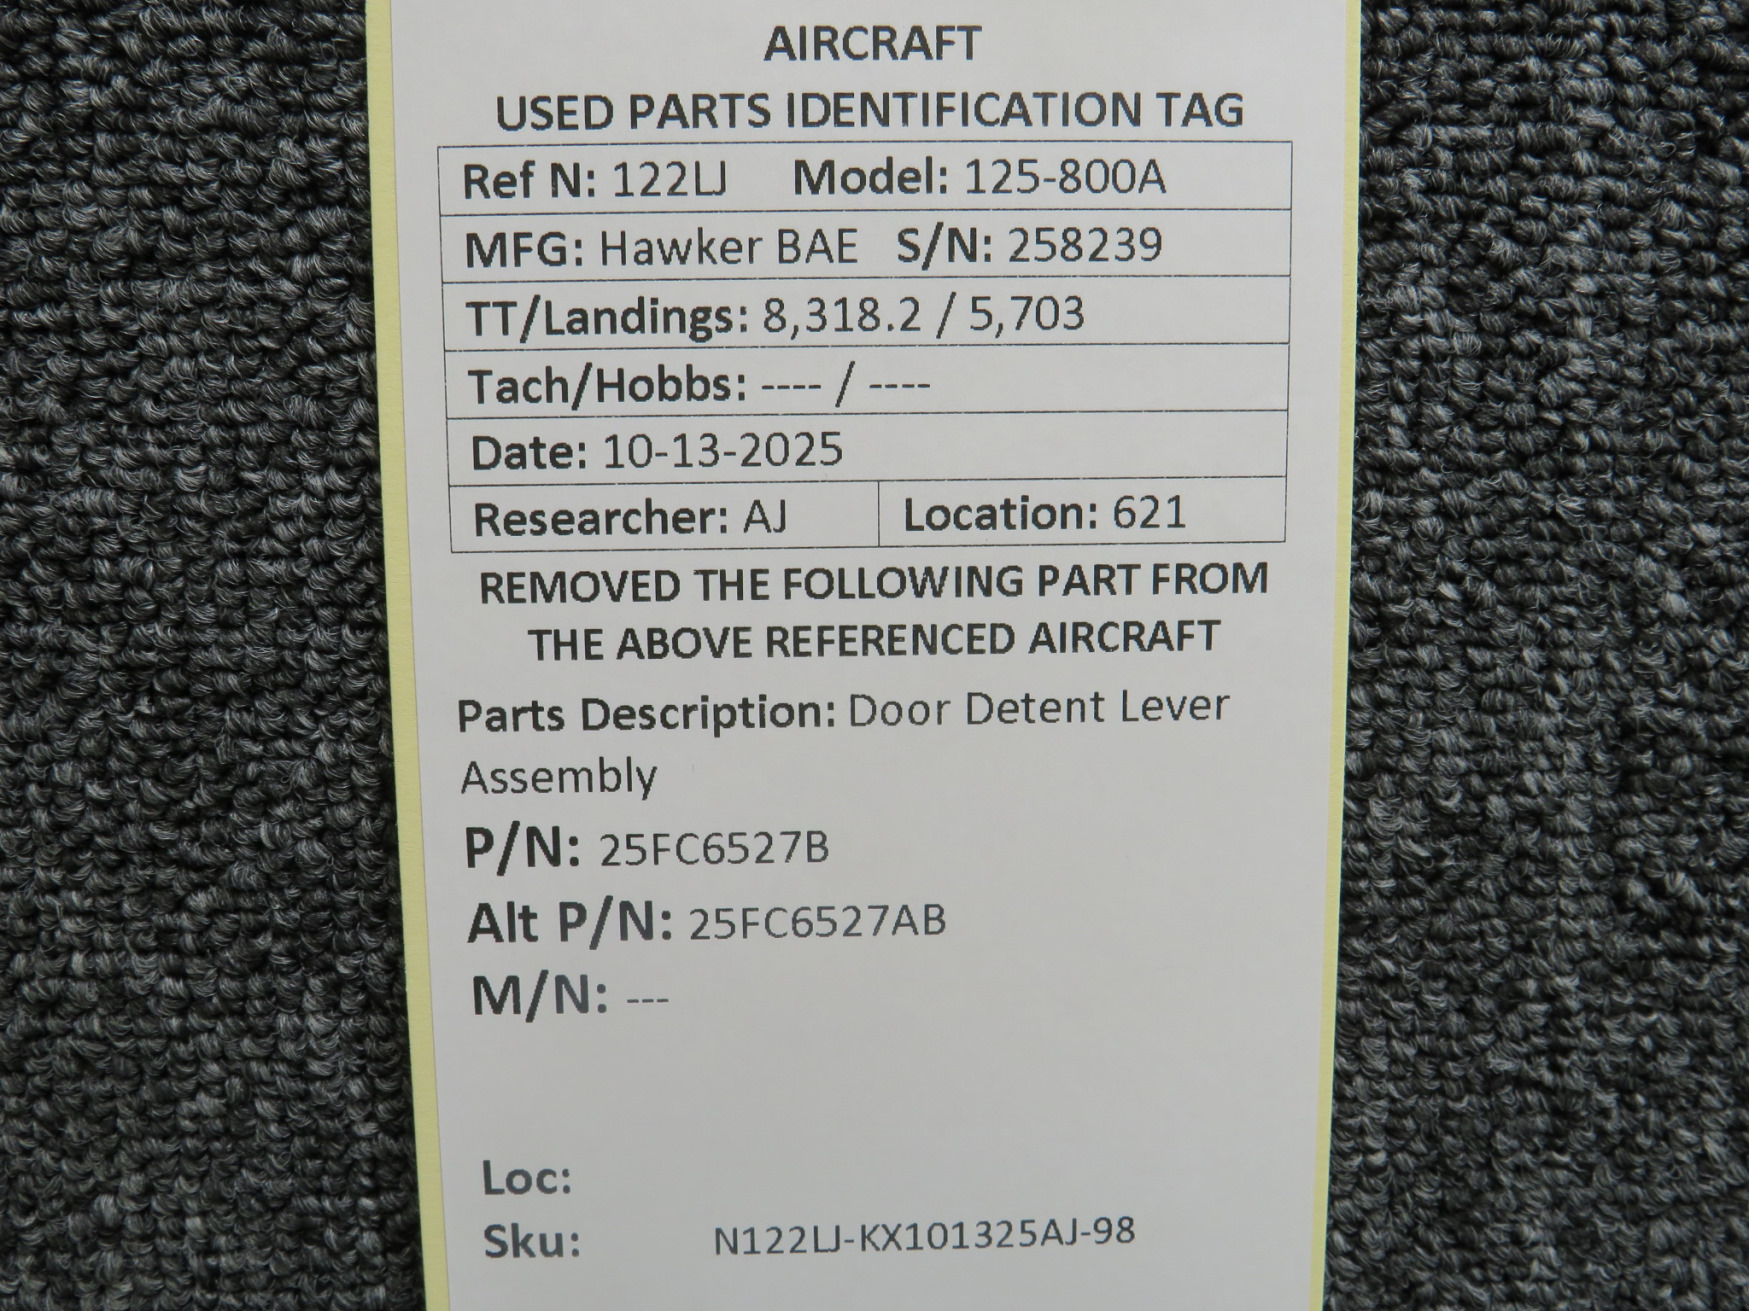 AIRCRAFT
USED PARTS IDENTIFICATION TAG
Ref N: 122LJ Model: 125-800A
MFG: Hawker BAE S/N: 258239
TT/Landings: 8,318.2 / 5,703
Tach/Hobbs: ---- / ----
Date: 10-13-2025
Researcher: AJ Location: 621
REMOVED THE FOLLOWING PART FROM
THE ABOVE REFERENCED AIRCRAFT
Parts Description: Door Detent Lever
Assembly
P/N: 25FC6527B
Alt P/N: 25FC6527AB
M/N: ---
Loc:
Sku: N122LJ-KX101325AJ-98